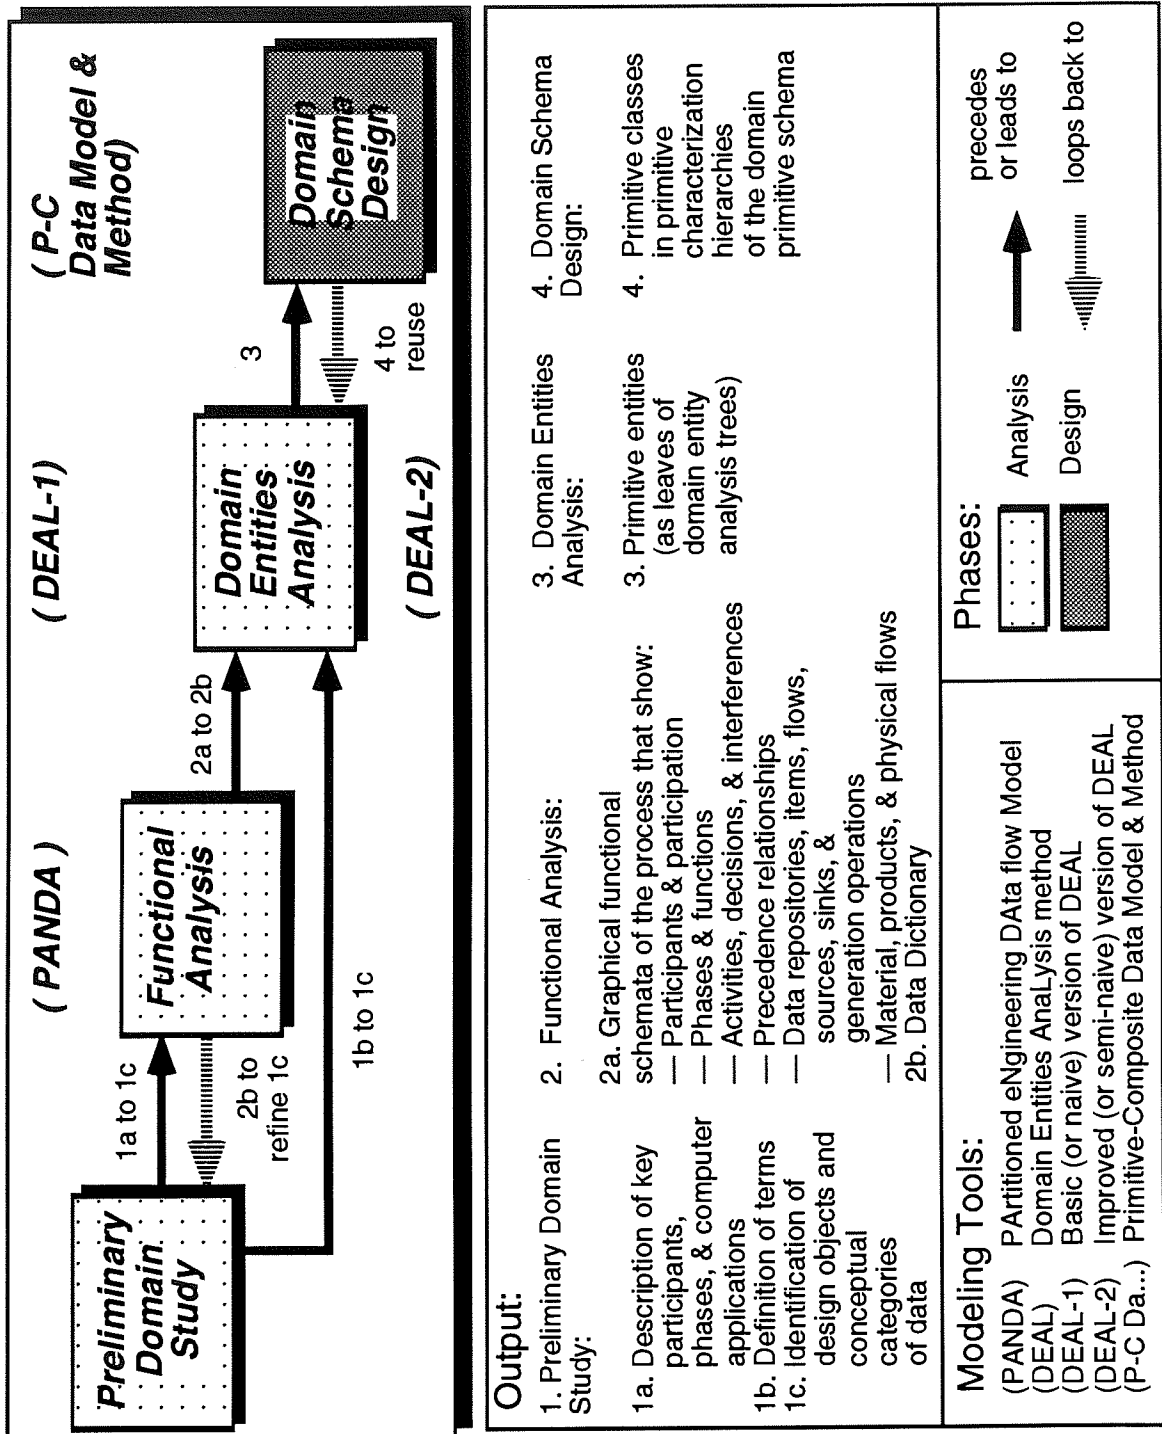 ( P-C
Data Model &
Method)
(DEAL-1)
(PANDA )
Preliminary
Domain
Study
1a to 1c
2b to
refine 1c
1b to 1c
Functional
Analysis
2a to 2b
Domain
Entities
Analysis
(DEAL-2)
3
4 to
reuse
Domain
Schema
Design
Output:
1. Preliminary Domain
Study:
1a. Description of key
participants,
phases, & computer
applications
1b. Definition of terms
1c. Identification of
design objects and
conceptual
categories
of data
2. Functional Analysis:
2a. Graphical functional
schemata of the process that show:
— Participants & participation
— Phases & functions
— Activities, decisions, & interferences
— Precedence relationships
— Data repositories, items, flows,
sources, sinks, &
generation operations
— Material, products, & physical flows
2b. Data Dictionary
3. Domain Entities
Analysis:
3. Primitive entities
(as leaves of
domain entity
analysis trees)
4. Domain Schema
Design:
4. Primitive classes
in primitive
characterization
hierarchies
of the domain
primitive schema
Modeling Tools:
(PANDA) PArtitioned eNgineering DAta flow Model
(DEAL) Domain Entities AnaLysis method
(DEAL-1) Basic (or naive) version of DEAL
(DEAL-2) Improved (or semi-naive) version of DEAL
(P-C Da...) Primitive-Composite Data Model & Method
Phases:
Analysis
Design
precedes
or leads to
loops back to